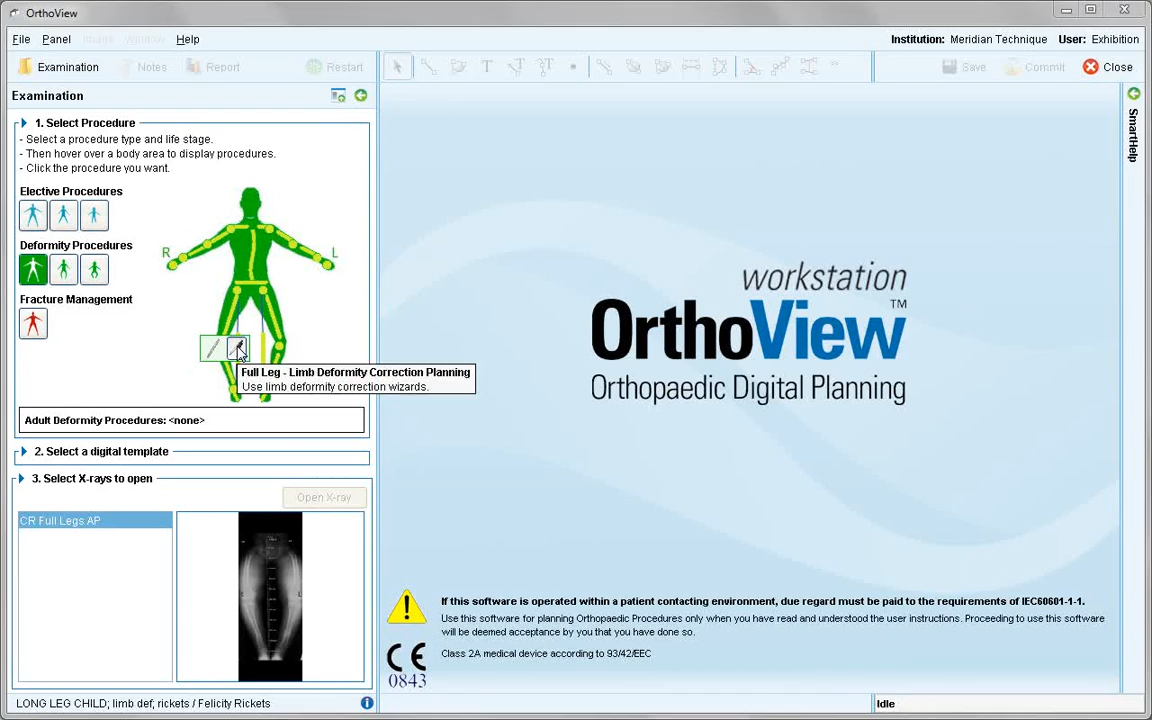 OrthoView
File Panel Image Window Help
Institution: Meridian Technique User: Exhibition
Examination Notes Report Restart
T
Save Commit Close
Examination
1. Select Procedure
- Select a procedure type and life stage.
- Then hover over a body area to display procedures.
- Click the procedure you want.
Elective Procedures
Deformity Procedures
R L
Fracture Management
Full Leg - Limb Deformity Correction Planning
Use limb deformity correction wizards.
Adult Deformity Procedures: <none>
2. Select a digital template
3. Select X-rays to open
Open X-ray
CR Full Legs AP
LONG LEG CHILD; limb def; rickets / Felicity Rickets
SmartHelp
workstation
OrthoView™
Orthopaedic Digital Planning
If this software is operated within a patient contacting environment, due regard must be paid to the requirements of IEC60601-1-1.
Use this software for planning Orthopaedic Procedures only when you have read and understood the user instructions. Proceeding to use this software
will be deemed acceptance by you that you have done so.
Class 2A medical device according to 93/42/EEC
CE
0843
Idle